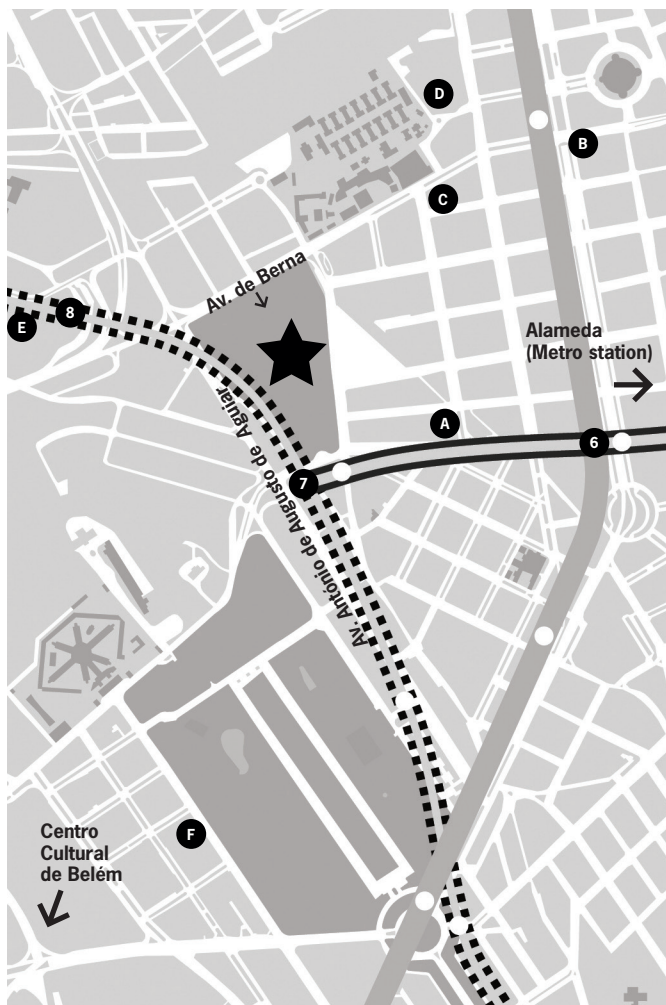 D
B
C
Av. de Berna
8
E
Alameda
(Metro station)
A
6
7
Av. António de Augusto de Aguiar
F
Centro
Cultural
de Belém